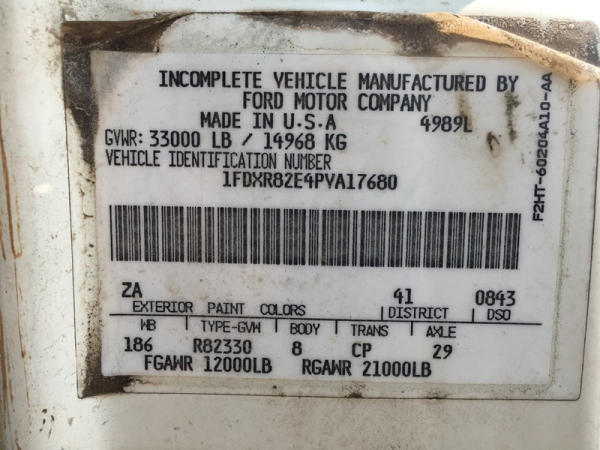 INCOMPLETE VEHICLE MANUFACTURED BY
FORD MOTOR COMPANY
MADE IN U.S.A 4989L
GVWR: 33000 LB / 14968 KG
VEHICLE IDENTIFICATION NUMBER
1FDXR82E4PVA17680
ZA 41 0843
EXTERIOR PAINT COLORS DISTRICT DSO
WB TYPE-GVW BODY TRANS AXLE
186 R82330 8 CP 29
FGAWR 12000LB RGAWR 21000LB
F2HT-60204A10-AA